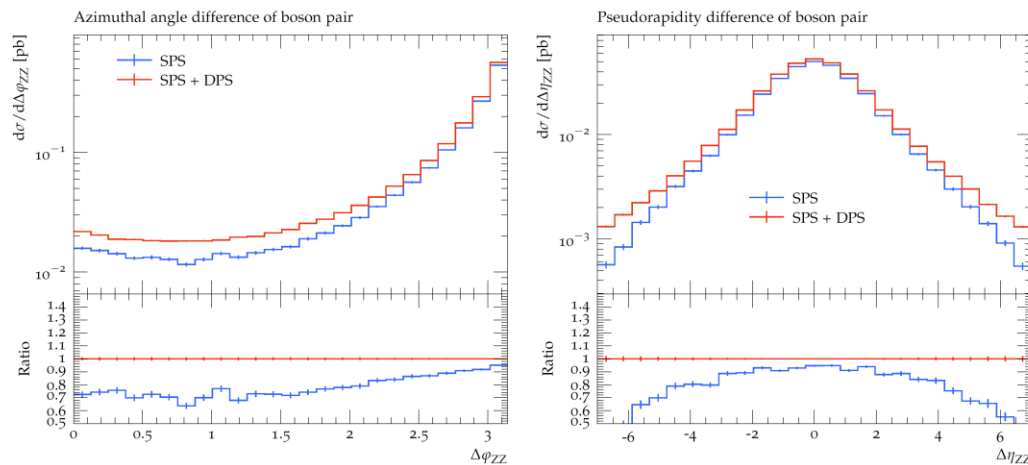 Azimuthal angle difference of boson pair
dσ/dΔφZZ [pb]
SPS
SPS + DPS
10⁻¹
10⁻²
Ratio
1.4
1.3
1.2
1.1
1
0.9
0.8
0.7
0.6
0.5
0 0.5 1 1.5 2 2.5 3
ΔφZZ
Pseudorapidity difference of boson pair
dσ/dΔηZZ [pb]
10⁻²
SPS
SPS + DPS
10⁻³
Ratio
1.4
1.3
1.2
1.1
1
0.9
0.8
0.7
0.6
0.5
-6 -4 -2 0 2 4 6
ΔηZZ